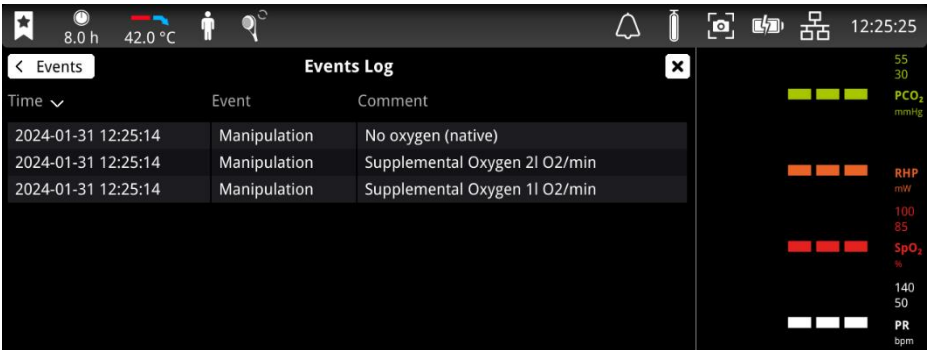 8.0 h 42.0 °C 12:25:25
Events Events Log
Time Event Comment
2024-01-31 12:25:14 Manipulation No oxygen (native)
2024-01-31 12:25:14 Manipulation Supplemental Oxygen 2l O2/min
2024-01-31 12:25:14 Manipulation Supplemental Oxygen 1l O2/min
55
30
PCO₂
mmHg
RHP
mW
100
85
SpO₂
%
140
50
PR
bpm